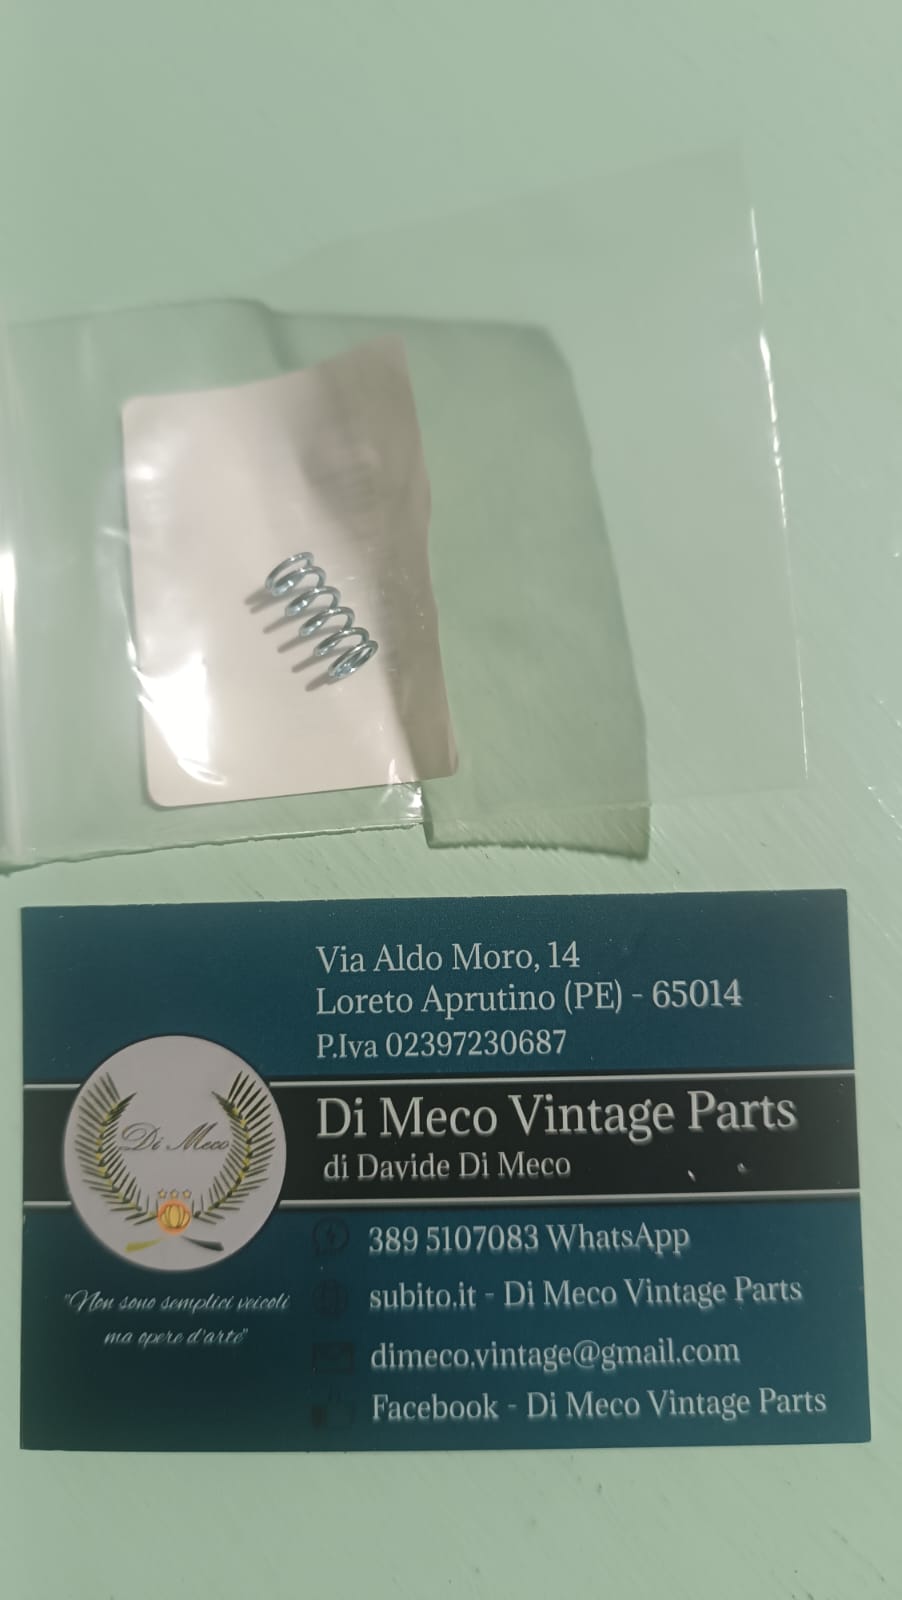 Via Aldo Moro, 14
Loreto Aprutino (PE) - 65014
P.Iva 02397230687
Di Meco
Di Meco Vintage Parts
di Davide Di Meco
389 5107083 WhatsApp
subito.it - Di Meco Vintage Parts
"Non sono semplici veicoli
ma opere d'arte"
dimeco.vintage@gmail.com
Facebook - Di Meco Vintage Parts